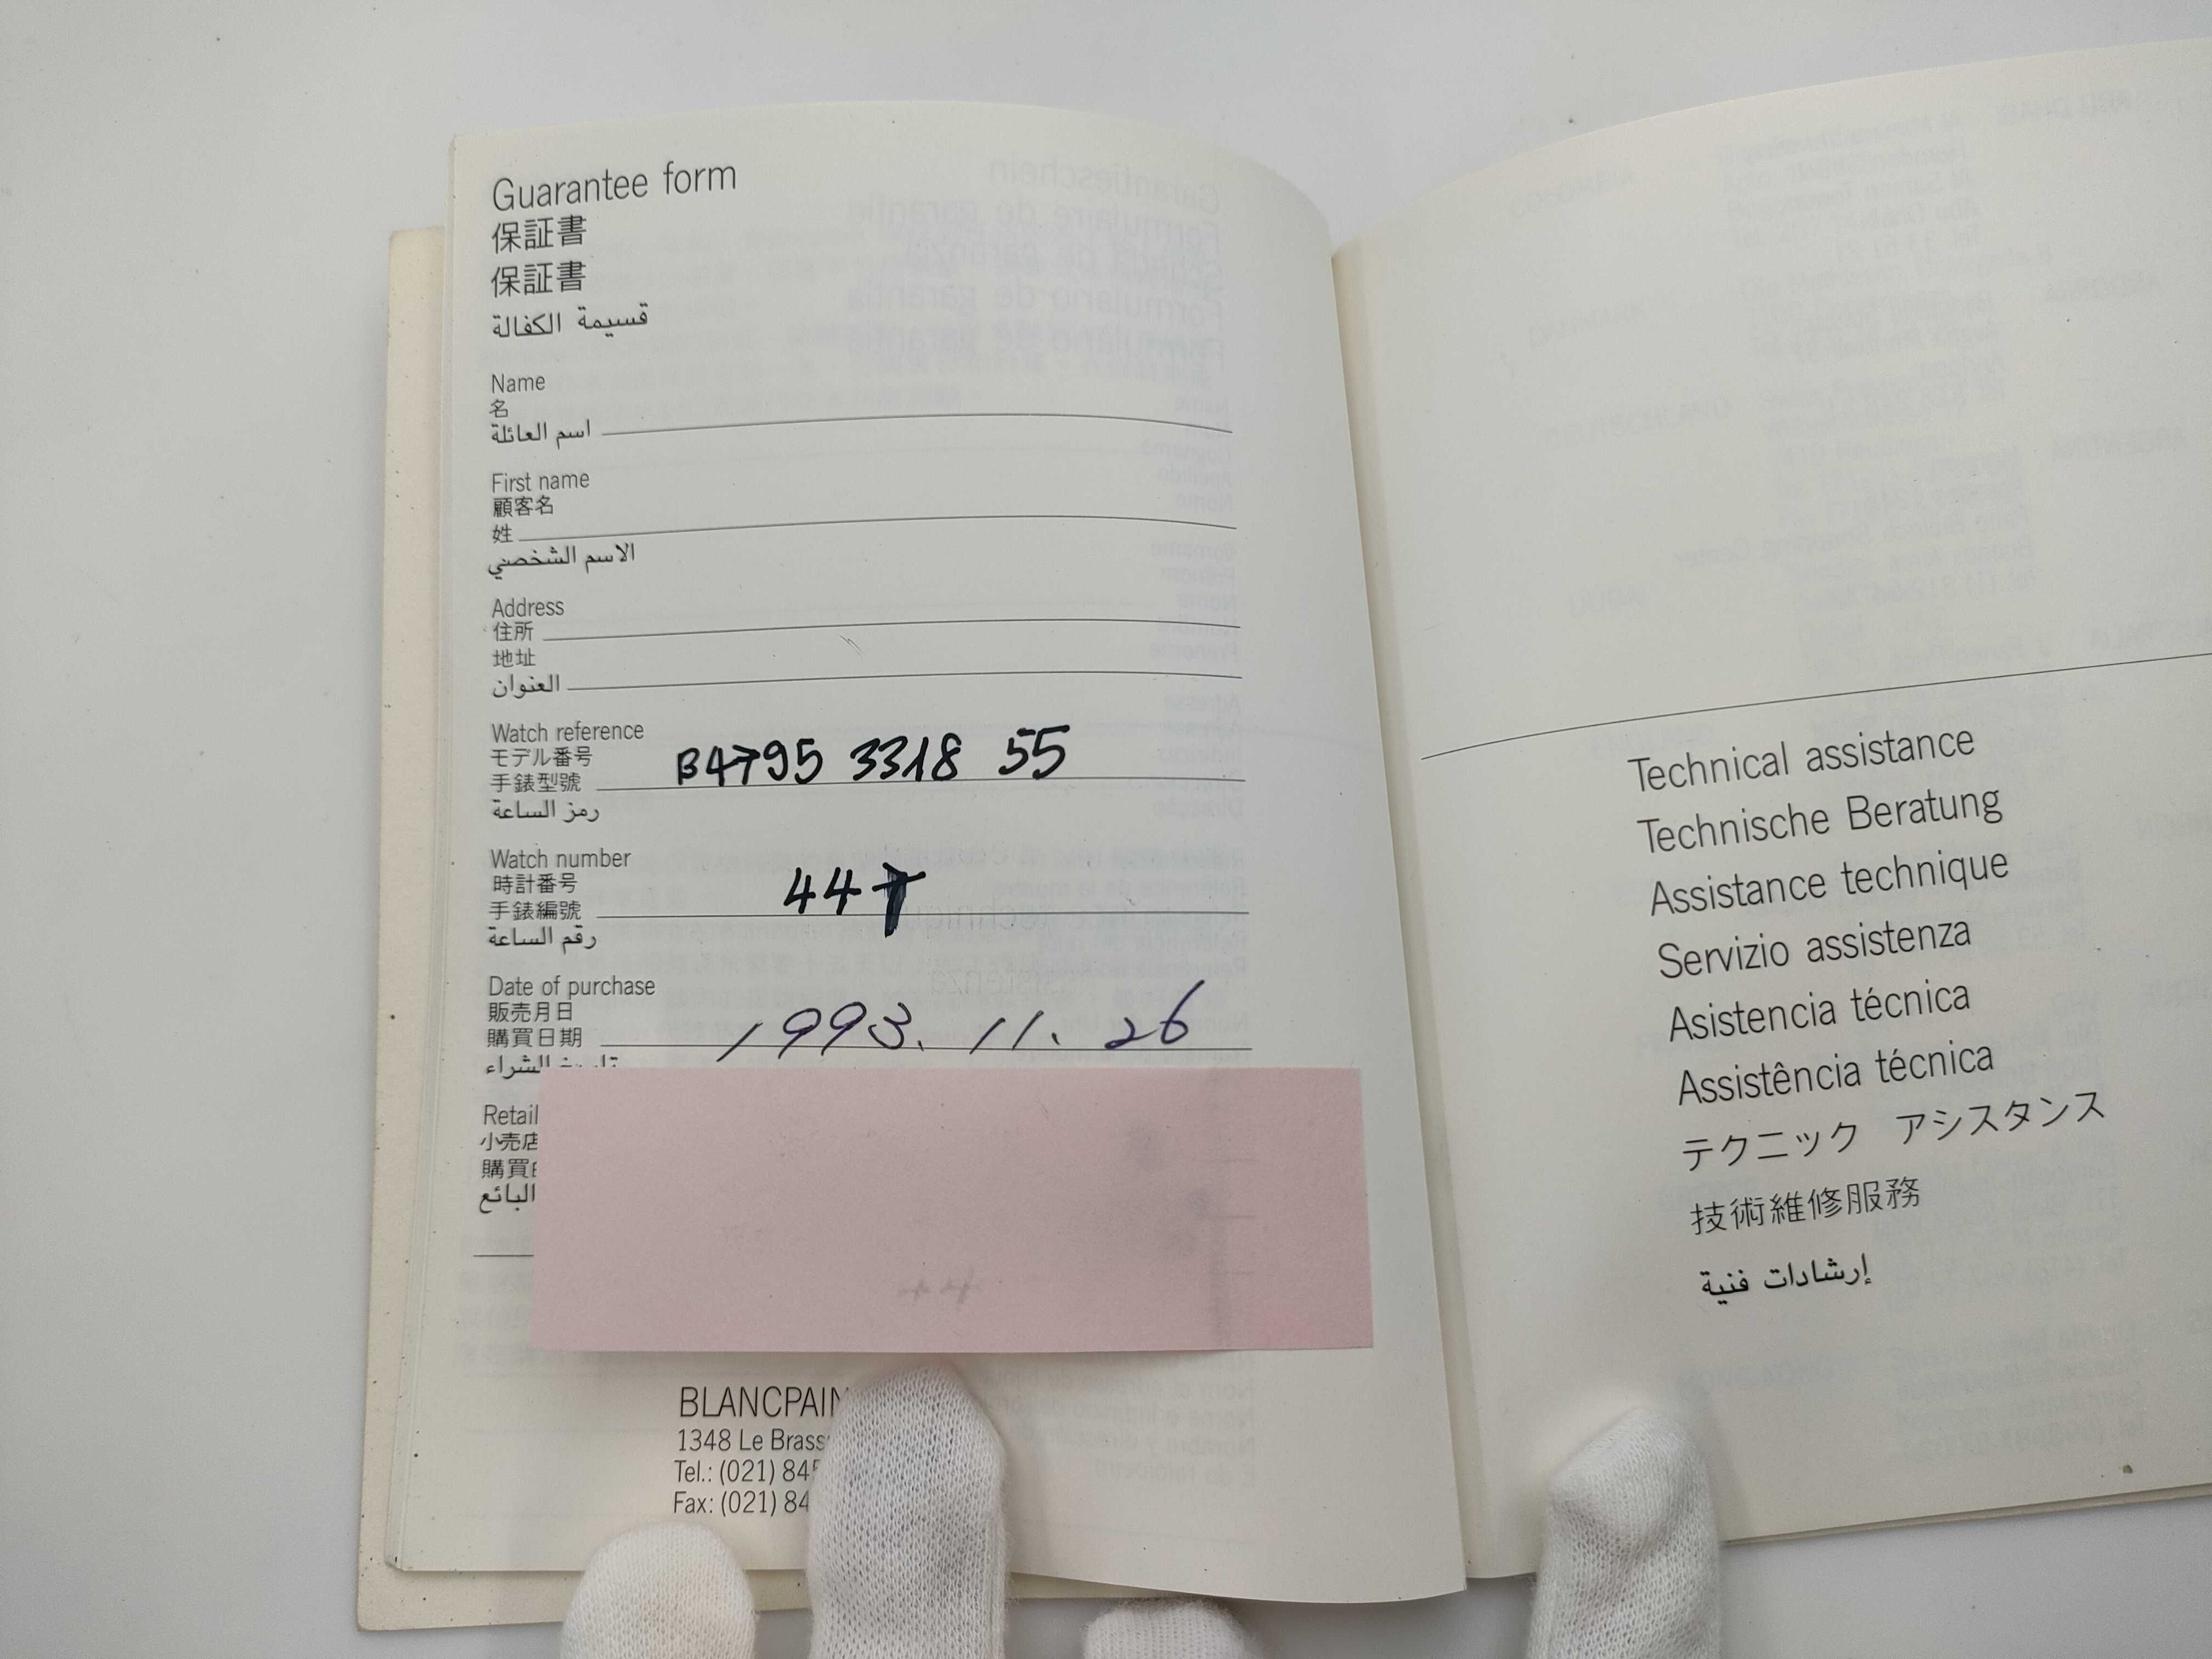 Guarantee form
保証書
保証書
قسيمة الكفالة
Name
名
اسم العائلة
First name
顧客名
姓
الاسم الشخصي
Address
住所
地址
العنوان
Watch reference
モデル番号
手錶型號
رمز الساعة
B4795 3318 55
Watch number
時計番号
手錶編號
رقم الساعة
447
Date of purchase
販売月日
購買日期
تاريخ الشراء
1993. 11. 26
Retail
小売店
購買
البائع
BLANCPAIN
1348 Le Brass
Tel.: (021) 845
Fax: (021) 84
Technical assistance
Technische Beratung
Assistance technique
Servizio assistenza
Asistencia técnica
Assistência técnica
テクニック アシスタンス
技術維修服務
إرشادات فنية